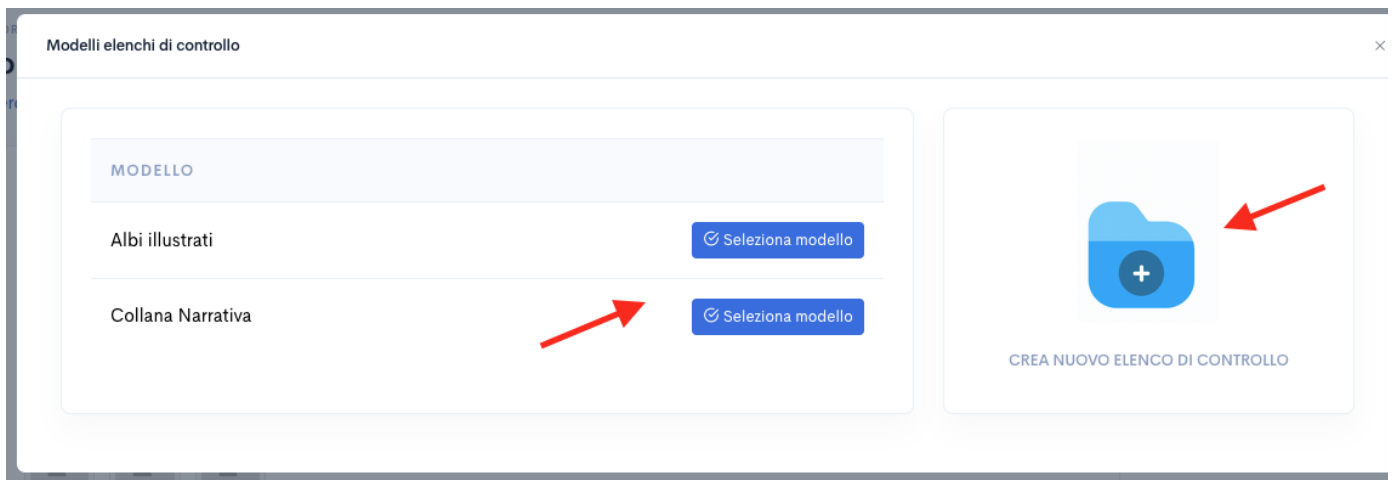 Modelli elenchi di controllo
MODELLO
Albi illustrati
Seleziona modello
Collana Narrativa
Seleziona modello
CREA NUOVO ELENCO DI CONTROLLO